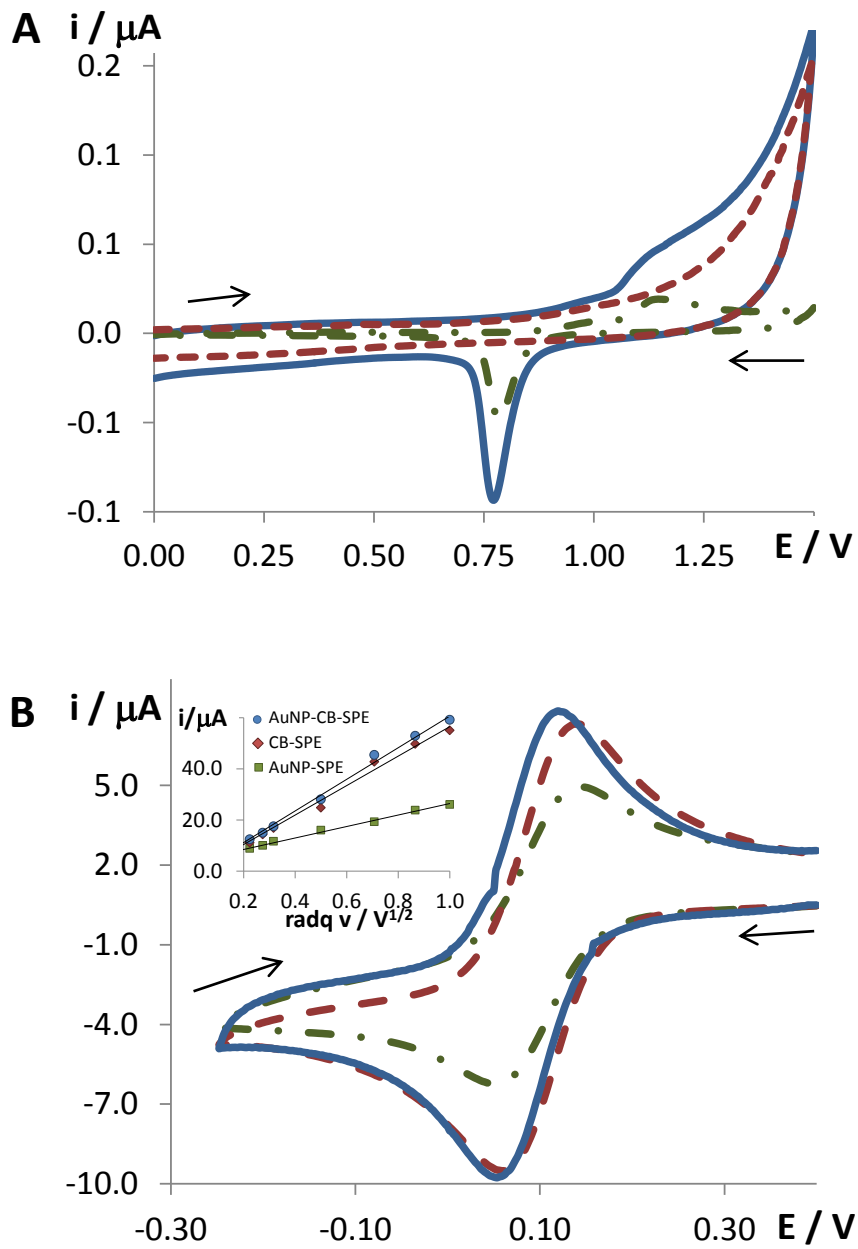 A
i / μA
0.2
0.1
0.1
0.0
-0.1
-0.1
0.00 0.25 0.50 0.75 1.00 1.25 E / V
B
i / μA
5.0
2.0
-1.0
-4.0
-7.0
-10.0
-0.30 -0.10 0.10 0.30 E / V
i/μA
AuNP-CB-SPE
CB-SPE
AuNP-SPE
40.0
20.0
0.0
0.2 0.4 0.6 0.8 1.0
radq v / V1/2